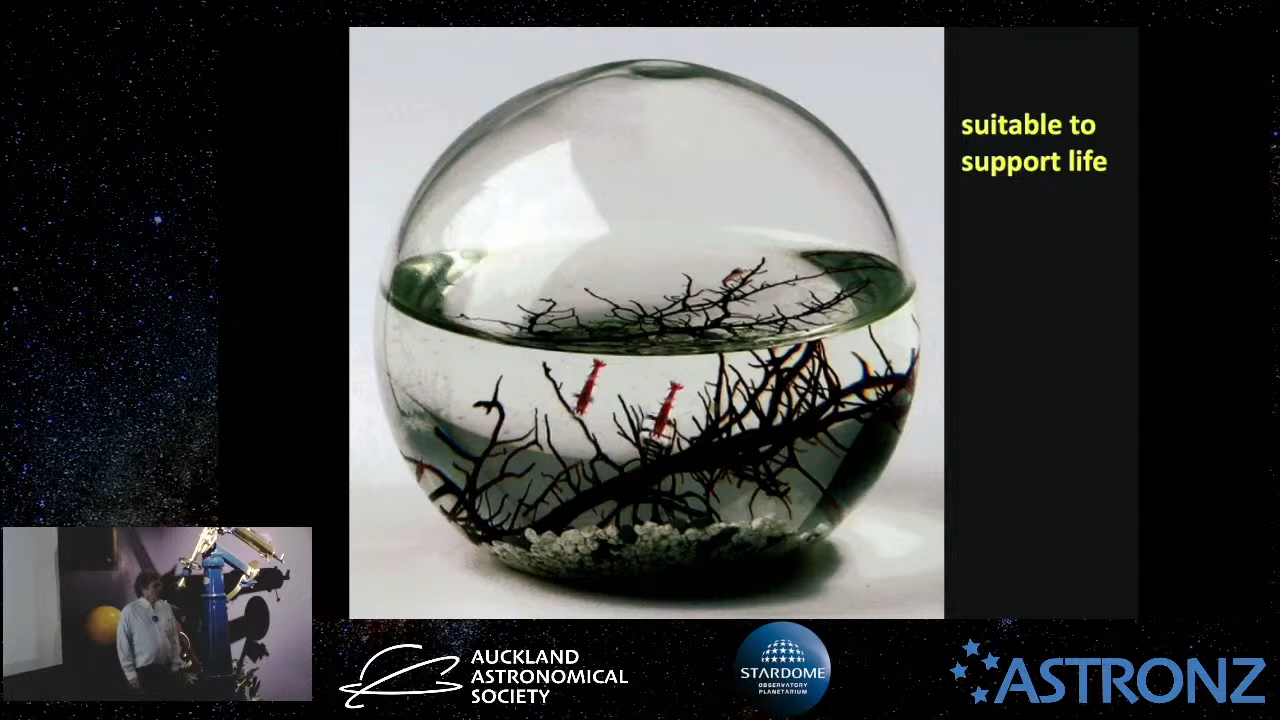 suitable to
support life
AUCKLAND
ASTRONOMICAL
SOCIETY
STARDOME
OBSERVATORY
PLANETARIUM
ASTRONZ